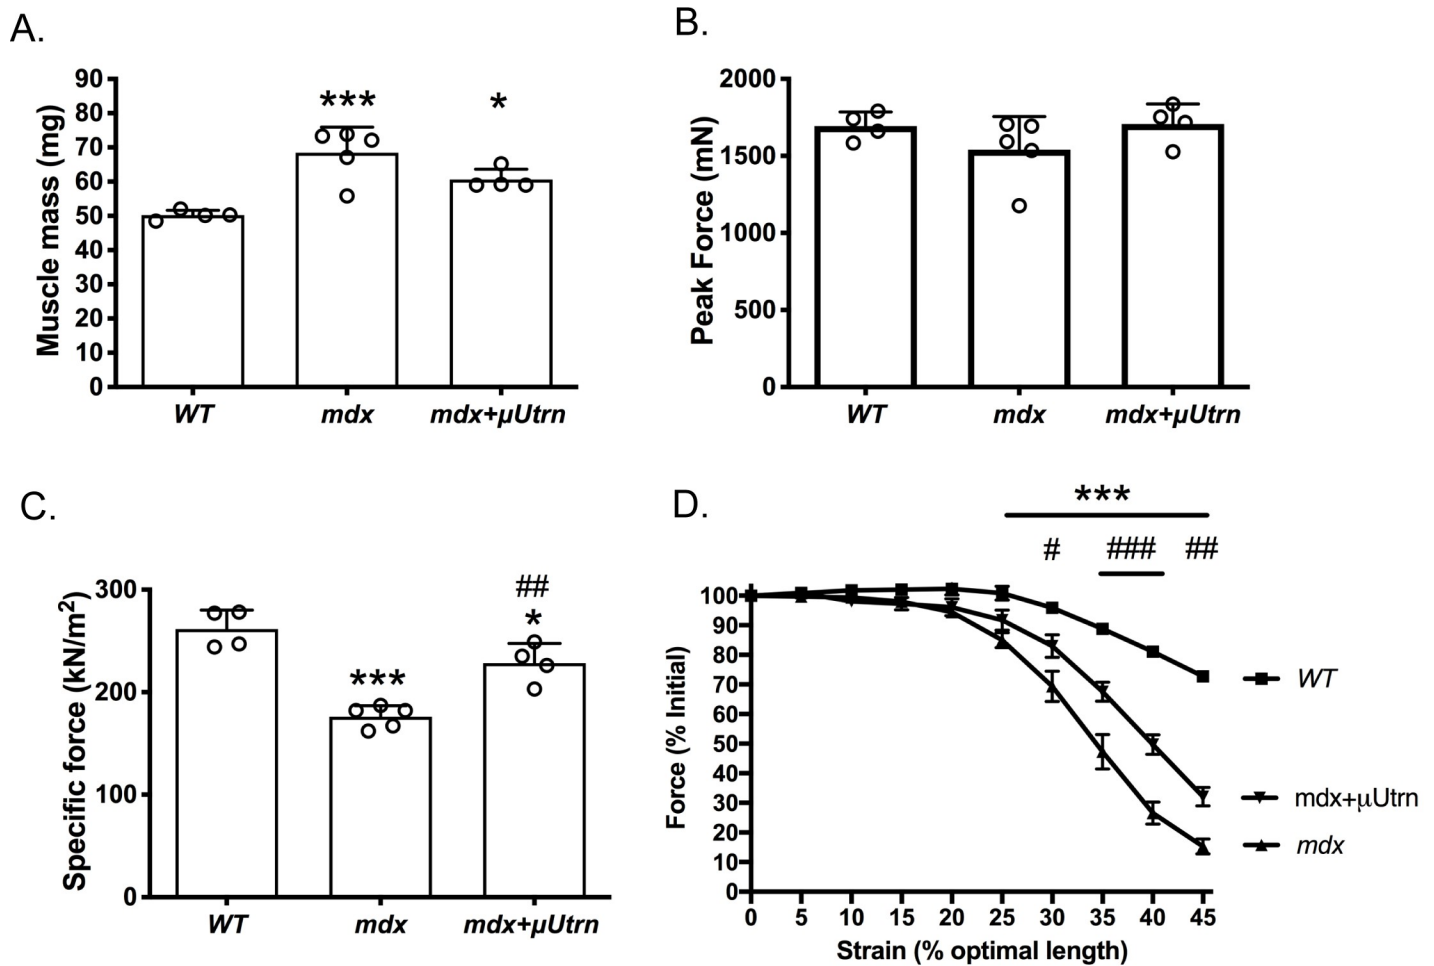 A.
Muscle mass (mg)
90
80
70
60
50
40
30
20
10
0
***
*
WT
mdx
mdx+μUtrn
B.
Peak Force (mN)
2000
1500
1000
500
0
WT
mdx
mdx+μUtrn
C.
Specific force (kN/m²)
300
200
100
0
***
##
*
WT
mdx
mdx+μUtrn
D.
***
# ### ##
Force (% Initial)
100
90
80
70
60
50
40
30
20
10
0
0 5 10 15 20 25 30 35 40 45
Strain (% optimal length)
WT
mdx+μUtrn
mdx